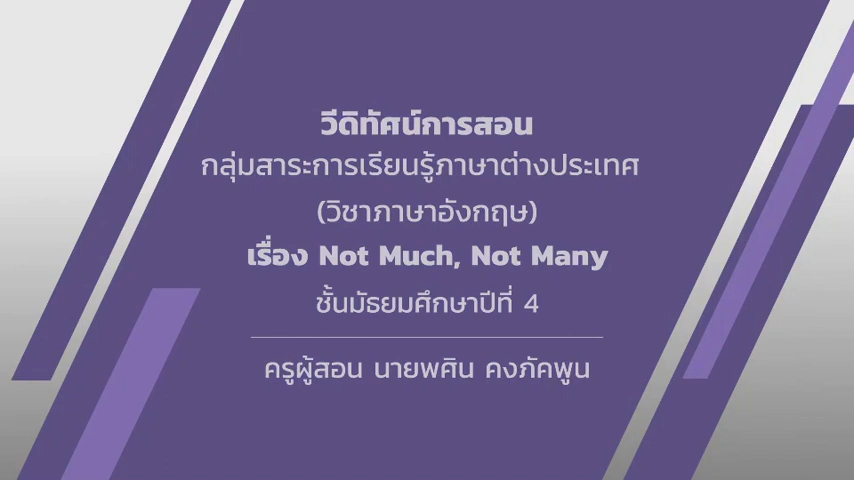 วีดิทัศน์การสอน
กลุ่มสาระการเรียนรู้ภาษาต่างประเทศ
(วิชาภาษาอังกฤษ)
เรื่อง Not Much, Not Many
ชั้นมัธยมศึกษาปีที่ 4
ครูผู้สอน นายพศิน คงภัคพูน